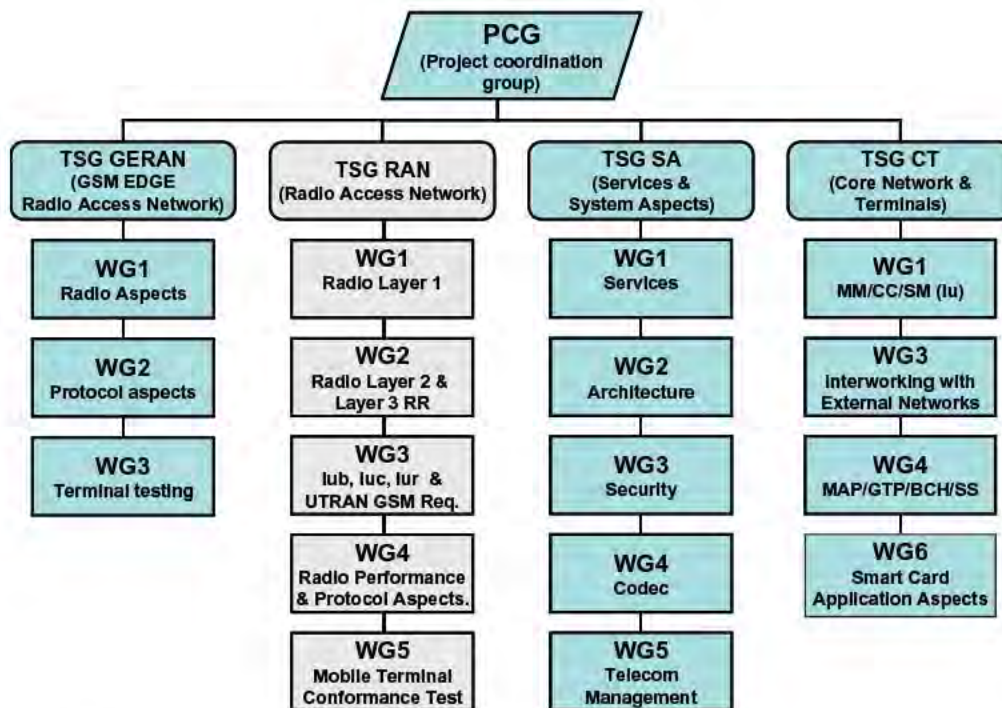 PCG
(Project coordination
group)
TSG GERAN
(GSM EDGE
Radio Access Network)
WG1
Radio Aspects
WG2
Protocol aspects
WG3
Terminal testing
TSG RAN
(Radio Access Network)
WG1
Radio Layer 1
WG2
Radio Layer 2 &
Layer 3 RR
WG3
Iub, Iuc, Iur &
UTRAN GSM Req.
WG4
Radio Performance
& Protocol Aspects.
WG5
Mobile Terminal
Conformance Test
TSG SA
(Services &
System Aspects)
WG1
Services
WG2
Architecture
WG3
Security
WG4
Codec
WG5
Telecom
Management
TSG CT
(Core Network &
Terminals)
WG1
MM/CC/SM (Iu)
WG3
Interworking with
External Networks
WG4
MAP/GTP/BCH/SS
WG6
Smart Card
Application Aspects